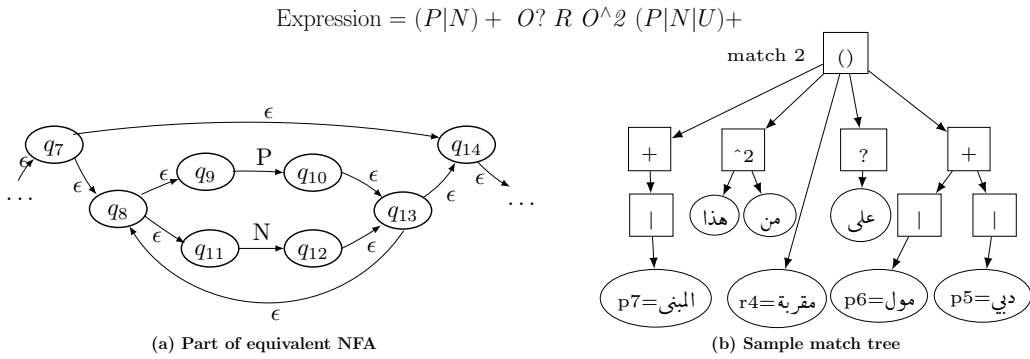 Expression = (P|N)+ O? R O^2 (P|N|U)+
match 2 ()
ϵ
q7 q14
+ ^2 ? +
P
ϵ ϵ q9 q10 ϵ ϵ ϵ
... q8 q13 ...
هذا من على
| | |
ϵ N ϵ
q11 q12
p7=المبنى r4=مقربة p6=مول p5=دبي
ϵ
(a) Part of equivalent NFA
(b) Sample match tree